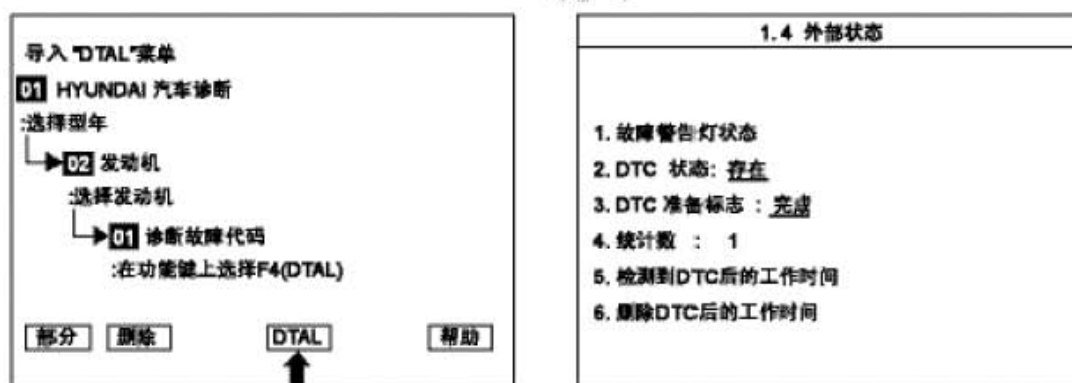 导入"DTAL"菜单
01 HYUNDAI 汽车诊断
:选择型年
02 发动机
:选择发动机
01 诊断故障代码
:在功能键上选择F4(DTAL)
部分 删除 DTAL 帮助
1.4 外部状态
1. 故障警告灯状态
2. DTC 状态: 存在
3. DTC 准备标志 : 完成
4. 统计数 : 1
5. 检测到DTC后的工作时间
6. 删除DTC后的工作时间